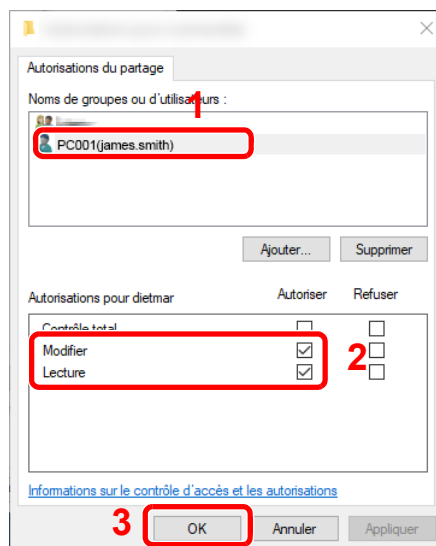 Autorisations du partage
Noms de groupes ou d'utilisateurs :
1
PC001(james.smith)
Ajouter... Supprimer
Autorisations pour dietmar Autoriser Refuser
Contrôle total
Modifier
2
Lecture
Informations sur le contrôle d'accès et les autorisations
3 OK Annuler Appliquer